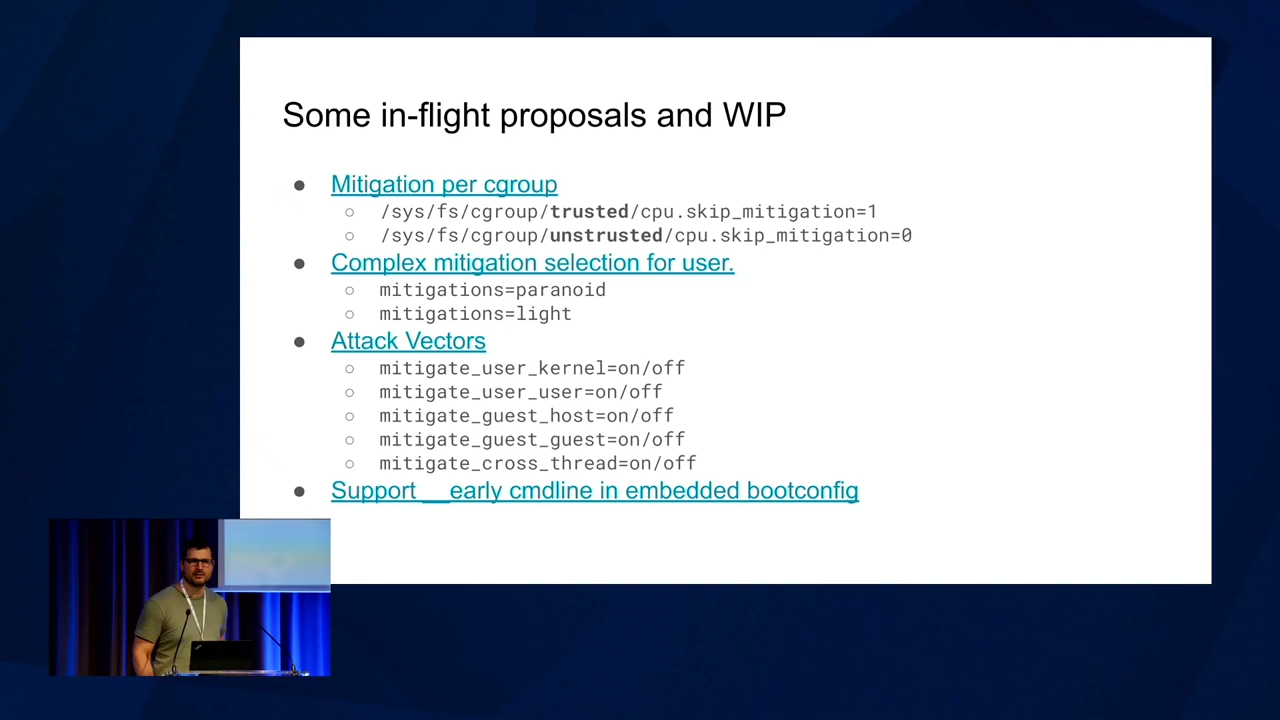 Some in-flight proposals and WIP
● Mitigation per cgroup
○ /sys/fs/cgroup/trusted/cpu.skip_mitigation=1
○ /sys/fs/cgroup/unstrusted/cpu.skip_mitigation=0
● Complex mitigation selection for user.
○ mitigations=paranoid
○ mitigations=light
● Attack Vectors
○ mitigate_user_kernel=on/off
○ mitigate_user_user=on/off
○ mitigate_guest_host=on/off
○ mitigate_guest_guest=on/off
○ mitigate_cross_thread=on/off
● Support __early cmdline in embedded bootconfig